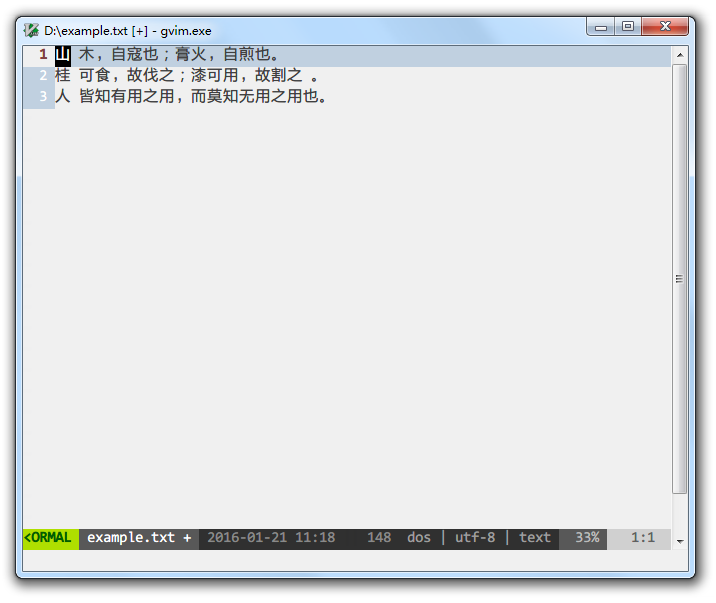 D:\example.txt [+] - gvim.exe
1 山 木，自寇也；膏火，自煎也。
2 桂 可食，故伐之；漆可用，故割之 。
3 人 皆知有用之用，而莫知无用之用也。
<ORMAL example.txt + 2016-01-21 11:18 148 dos | utf-8 | text 33% 1:1